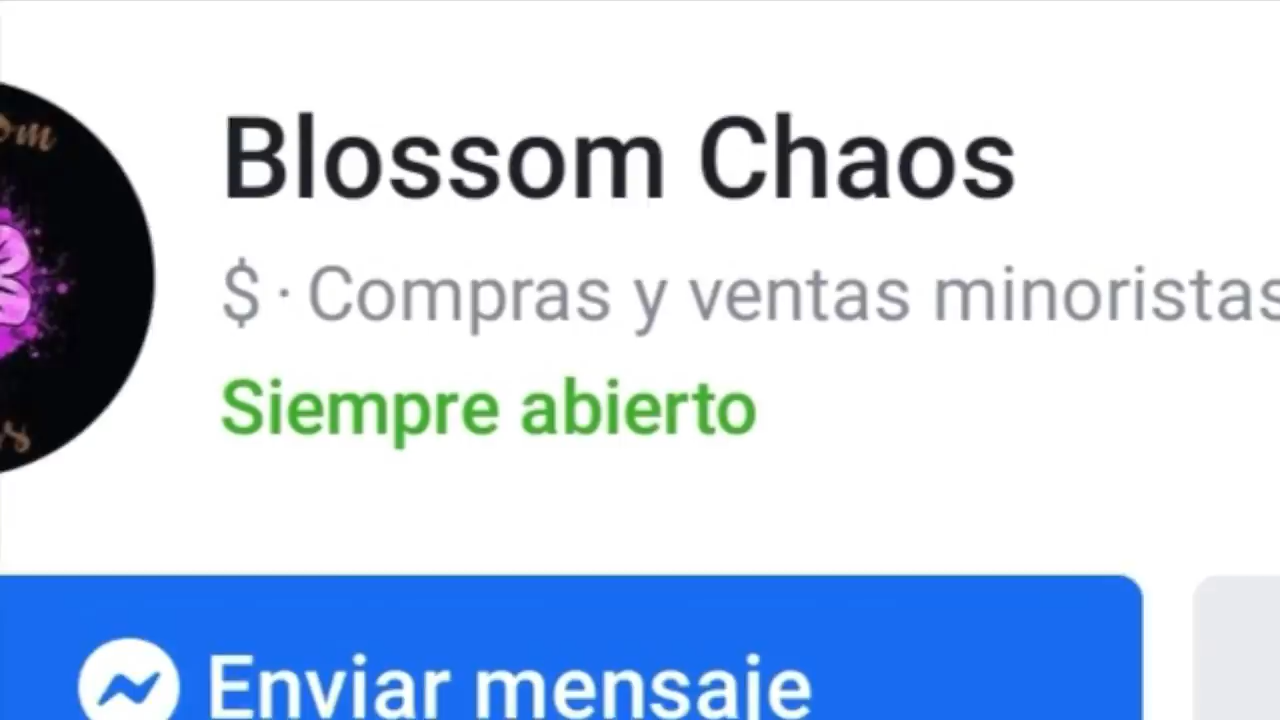 Blossom Chaos
$ · Compras y ventas minoristas
Siempre abierto
Enviar mensaje